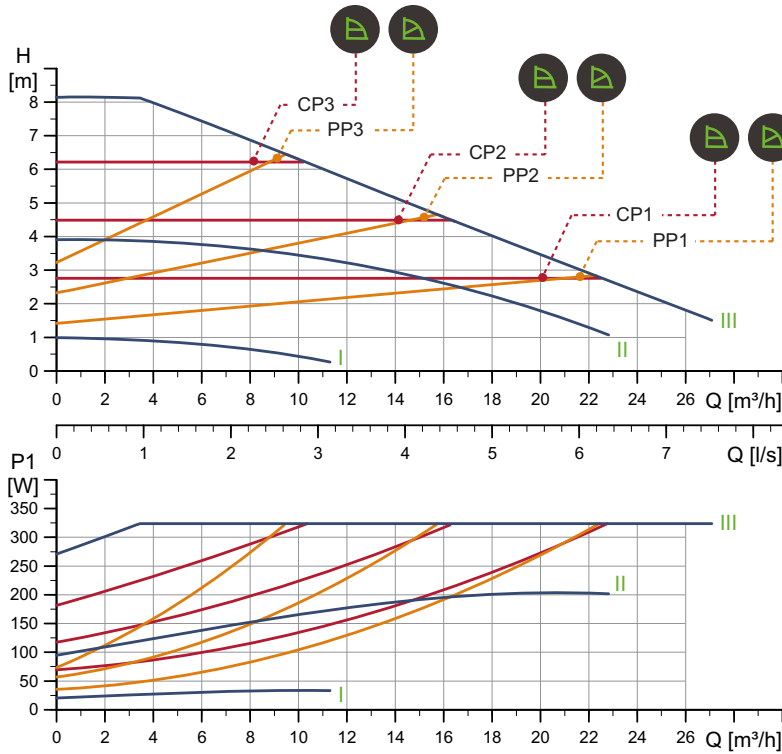 H
[m]
8
7
6
5
4
3
2
1
0
CP3
PP3
CP2
PP2
CP1
PP1
III
II
I
0 2 4 6 8 10 12 14 16 18 20 22 24 26 Q [m³/h]
0 1 2 3 4 5 6 7 Q [l/s]
P1
[W]
350
300
250
200
150
100
50
0
III
II
I
0 2 4 6 8 10 12 14 16 18 20 22 24 26 Q [m³/h]